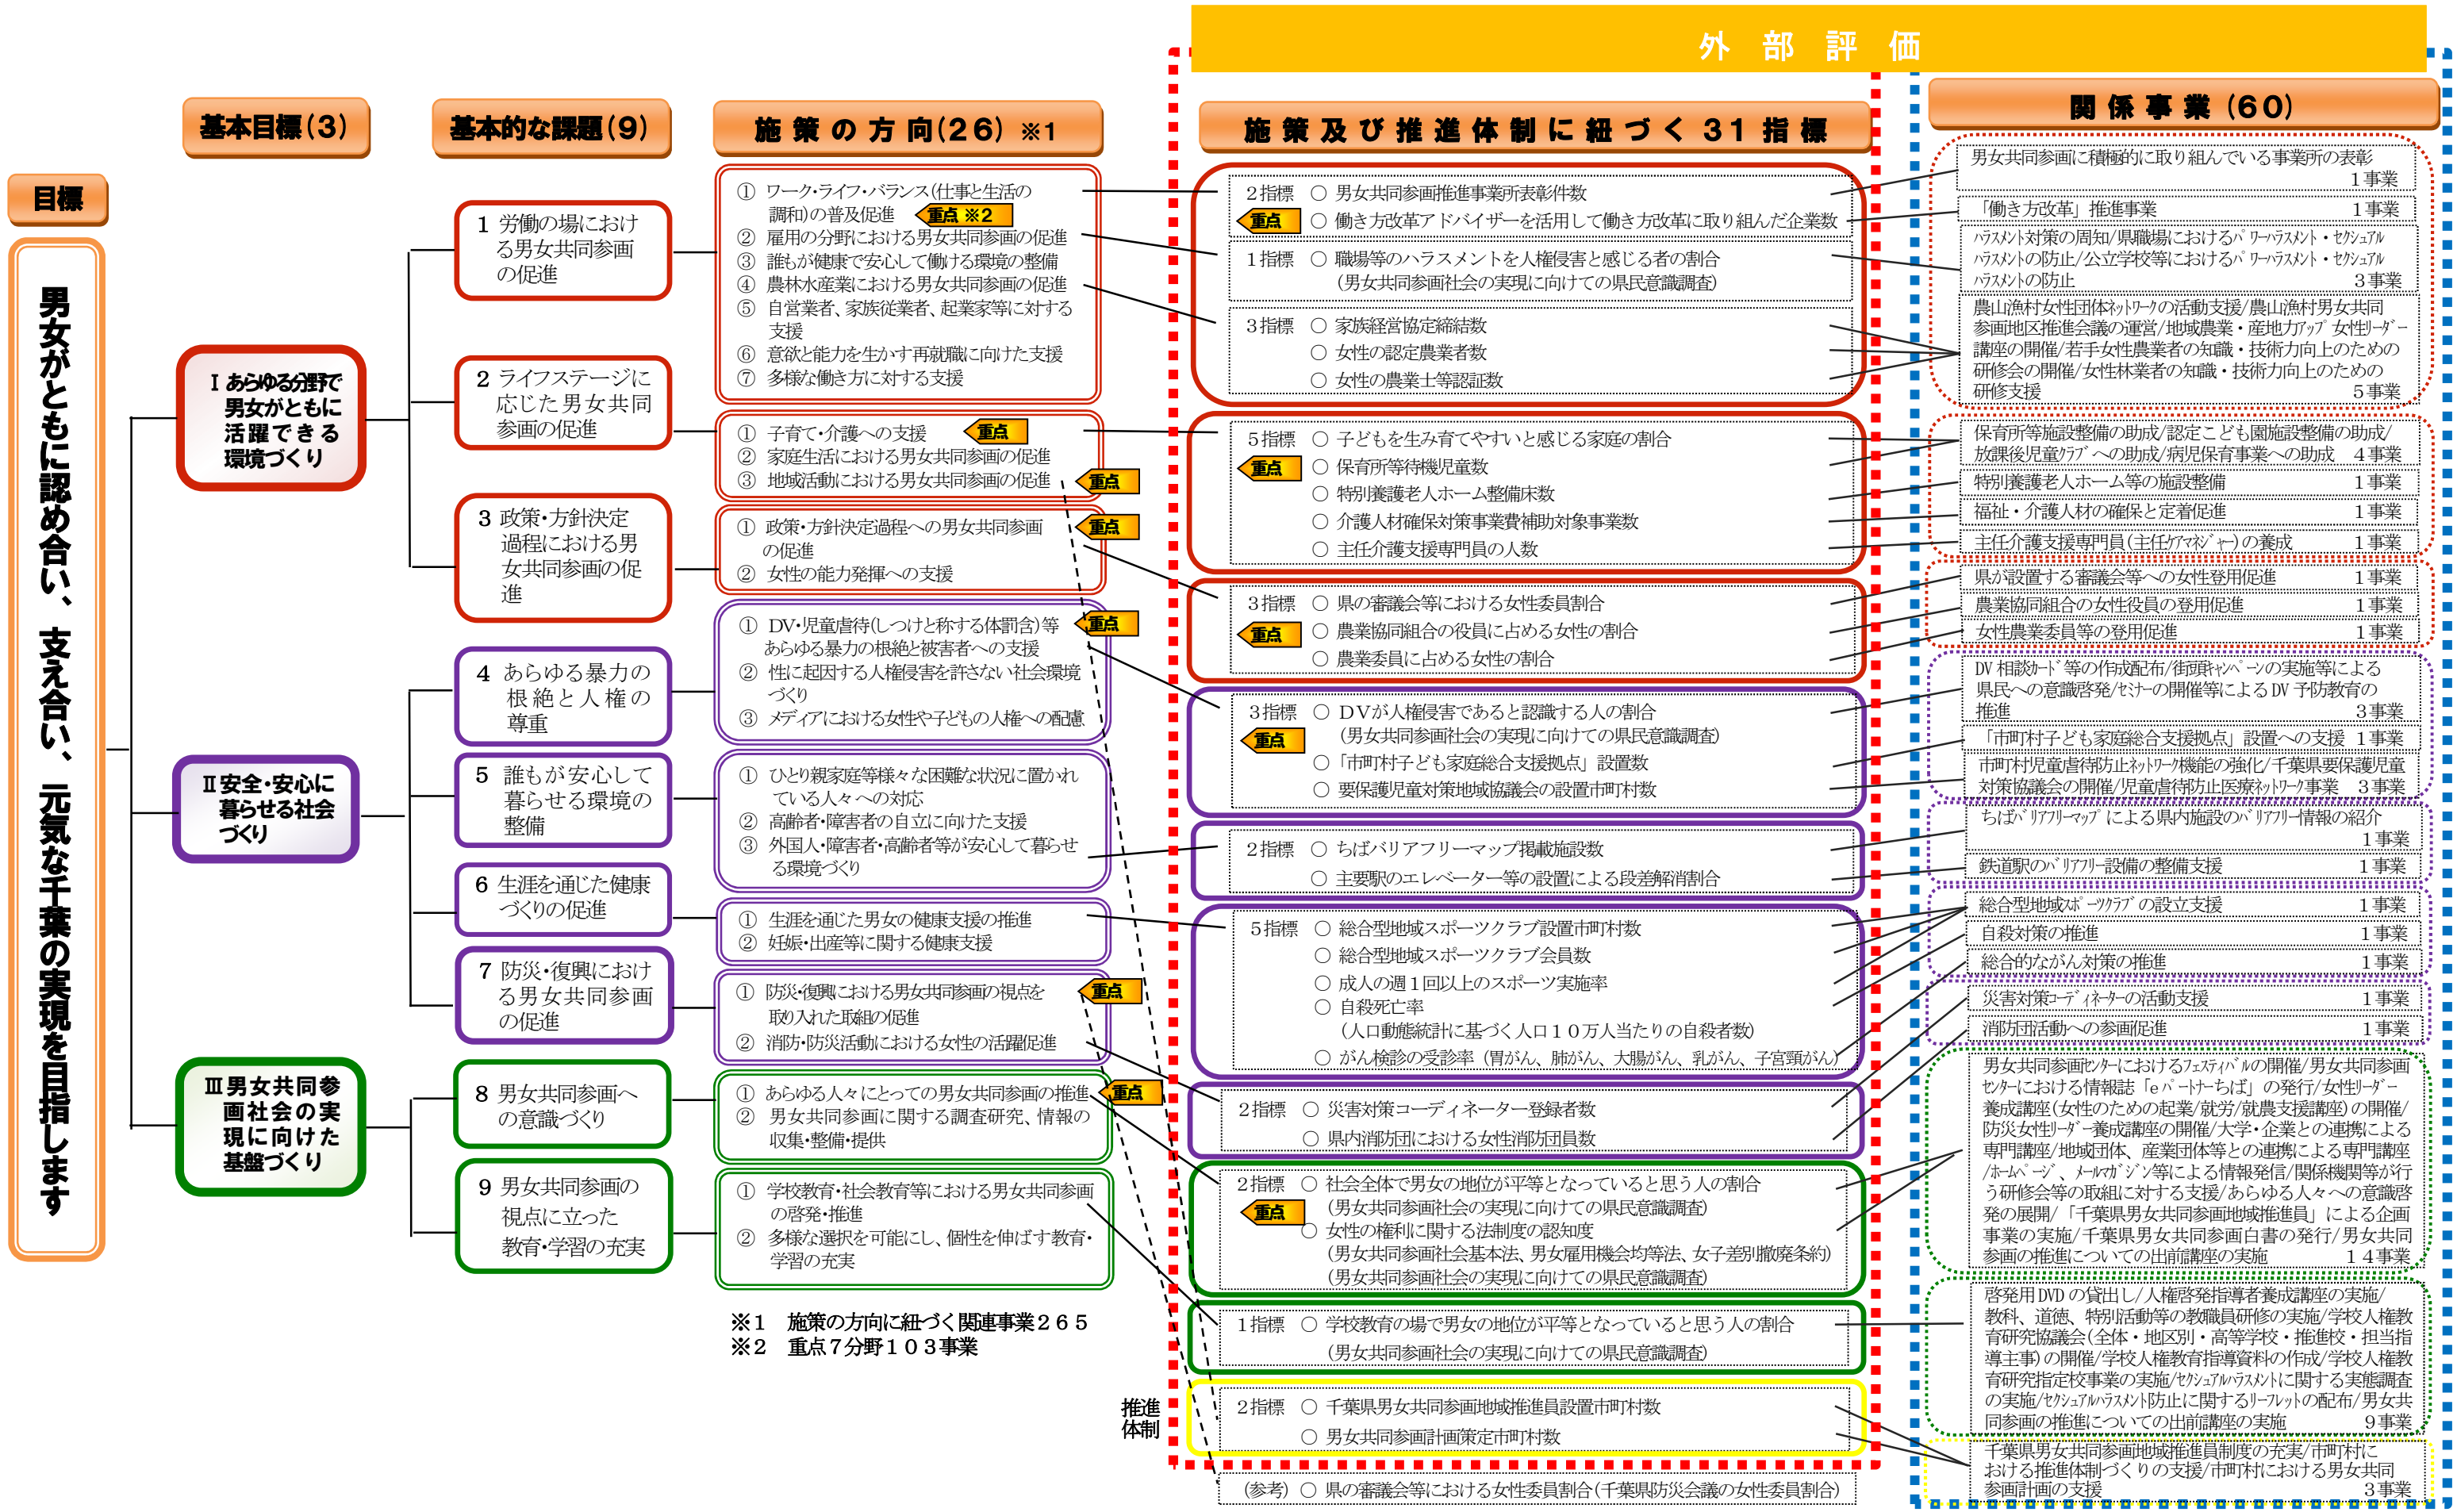 外部評価
目標
男女がともに認め合い、支え合い、元気な千葉の実現を目指します
基本目標(3)
Ⅰあらゆる分野で
男女がともに
活躍できる
環境づくり
Ⅱ安全・安心に
暮らせる社会
づくり
Ⅲ男女共同参
画社会の実
現に向けた
基盤づくり
基本的な課題(9)
1 労働の場におけ
る男女共同参画
の促進
2 ライフステージに
応じた男女共同
参画の促進
3 政策・方針決定
過程における男
女共同参画の促
進
4 あらゆる暴力の
根絶と人権の
尊重
5 誰もが安心して
暮らせる環境の
整備
6 生涯を通じた健康
づくりの促進
7 防災・復興におけ
る男女共同参画
の促進
8 男女共同参画へ
の意識づくり
9 男女共同参画の
視点に立った
教育・学習の充実
施策の方向(26) ※1
① ワーク・ライフ・バランス(仕事と生活の
調和)の普及促進 重点 ※2
② 雇用の分野における男女共同参画の促進
③ 誰もが健康で安心して働ける環境の整備
④ 農林水産業における男女共同参画の促進
⑤ 自営業者、家族従業者、起業家等に対する
支援
⑥ 意欲と能力を生かす再就職に向けた支援
⑦ 多様な働き方に対する支援
① 子育て・介護への支援 重点
② 家庭生活における男女共同参画の促進
③ 地域活動における男女共同参画の促進 重点
① 政策・方針決定過程への男女共同参画 重点
の促進
② 女性の能力発揮への支援
① DV・児童虐待(しつけと称する体罰含)等 重点
あらゆる暴力の根絶と被害者への支援
② 性に起因する人権侵害を許さない社会環境
づくり
③ メディアにおける女性や子どもの人権への配慮
① ひとり親家庭等様々な困難な状況に置かれ
ている人々への対応
② 高齢者・障害者の自立に向けた支援
③ 外国人・障害者・高齢者等が安心して暮らせ
る環境づくり
① 生涯を通じた男女の健康支援の推進
② 妊娠・出産等に関する健康支援
① 防災・復興における男女共同参画の視点を 重点
取り入れた取組の促進
② 消防・防災活動における女性の活躍促進
① あらゆる人々にとっての男女共同参画の推進 重点
② 男女共同参画に関する調査研究、情報の
収集・整備・提供
① 学校教育・社会教育等における男女共同参画
の啓発・推進
② 多様な選択を可能にし、個性を伸ばす教育・
学習の充実
※1 施策の方向に紐づく関連事業265
※2 重点7分野103事業
施策及び推進体制に紐づく31指標
2指標 ○ 男女共同参画推進事業所表彰件数
重点 ○ 働き方改革アドバイザーを活用して働き方改革に取り組んだ企業数
1指標 ○ 職場等のハラスメントを人権侵害と感じる者の割合
(男女共同参画社会の実現に向けての県民意識調査)
3指標 ○ 家族経営協定締結数
○ 女性の認定農業者数
○ 女性の農業士等認証数
5指標 ○ 子どもを生み育てやすいと感じる家庭の割合
重点 ○ 保育所等待機児童数
○ 特別養護老人ホーム整備床数
○ 介護人材確保対策事業費補助対象事業数
○ 主任介護支援専門員の人数
3指標 ○ 県の審議会等における女性委員割合
重点 ○ 農業協同組合の役員に占める女性の割合
○ 農業委員に占める女性の割合
3指標 ○ DVが人権侵害であると認識する人の割合
重点 (男女共同参画社会の実現に向けての県民意識調査)
○「市町村子ども家庭総合支援拠点」設置数
○ 要保護児童対策地域協議会の設置市町村数
2指標 ○ ちばバリアフリーマップ掲載施設数
○ 主要駅のエレベーター等の設置による段差解消割合
5指標 ○ 総合型地域スポーツクラブ設置市町村数
○ 総合型地域スポーツクラブ会員数
○ 成人の週1回以上のスポーツ実施率
○ 自殺死亡率
(人口動態統計に基づく人口10万人当たりの自殺者数)
○ がん検診の受診率(胃がん、肺がん、大腸がん、乳がん、子宮頸がん)
2指標 ○ 災害対策コーディネーター登録者数
○ 県内消防団における女性消防団員数
2指標 ○ 社会全体で男女の地位が平等となっていると思う人の割合
重点 (男女共同参画社会の実現に向けての県民意識調査)
○ 女性の権利に関する法制度の認知度
(男女共同参画社会基本法、男女雇用機会均等法、女子差別撤廃条約)
(男女共同参画社会の実現に向けての県民意識調査)
1指標 ○ 学校教育の場で男女の地位が平等となっていると思う人の割合
(男女共同参画社会の実現に向けての県民意識調査)
推進
体制
2指標 ○ 千葉県男女共同参画地域推進員設置市町村数
○ 男女共同参画計画策定市町村数
(参考) ○ 県の審議会等における女性委員割合(千葉県防災会議の女性委員割合)
関係事業(60)
男女共同参画に積極的に取り組んでいる事業所の表彰
1事業
「働き方改革」推進事業 1事業
ﾊﾗｽﾒﾝﾄ対策の周知/県職場におけるﾊﾟﾜｰﾊﾗｽﾒﾝﾄ・ｾｸｼｭｱﾙ
ﾊﾗｽﾒﾝﾄの防止/公立学校等におけるﾊﾟﾜｰﾊﾗｽﾒﾝﾄ・ｾｸｼｭｱﾙ
ﾊﾗｽﾒﾝﾄの防止 3事業
農山漁村女性団体ﾈｯﾄﾜｰｸの活動支援/農山漁村男女共同
参画地区推進会議の運営/地域農業・産地力ｱｯﾌﾟ女性ﾘｰﾀﾞｰ
講座の開催/若手女性農業者の知識・技術力向上のための
研修会の開催/女性林業者の知識・技術力向上のための
研修支援 5事業
保育所等施設整備の助成/認定こども園施設整備の助成/
放課後児童ｸﾗﾌﾞへの助成/病児保育事業への助成 4事業
特別養護老人ホーム等の施設整備 1事業
福祉・介護人材の確保と定着促進 1事業
主任介護支援専門員(主任ｹｱﾏﾈｼﾞｬｰ)の養成 1事業
県が設置する審議会等への女性登用促進 1事業
農業協同組合の女性役員の登用促進 1事業
女性農業委員等の登用促進 1事業
DV相談ｶｰﾄﾞ等の作成配布/街頭ｷｬﾝﾍﾟｰﾝの実施等による
県民への意識啓発/ｾﾐﾅｰの開催等によるDV予防教育の
推進 3事業
「市町村子ども家庭総合支援拠点」設置への支援 1事業
市町村児童虐待防止ﾈｯﾄﾜｰｸ機能の強化/千葉県要保護児童
対策協議会の開催/児童虐待防止医療ﾈｯﾄﾜｰｸ事業 3事業
ちばﾊﾞﾘｱﾌﾘｰﾏｯﾌﾟによる県内施設のﾊﾞﾘｱﾌﾘｰ情報の紹介
1事業
鉄道駅のﾊﾞﾘｱﾌﾘｰ設備の整備支援 1事業
総合型地域ｽﾎﾟｰﾂｸﾗﾌﾞの設立支援 1事業
自殺対策の推進 1事業
総合的ながん対策の推進 1事業
災害対策ｺｰﾃﾞｨﾈｰﾀｰの活動支援 1事業
消防団活動への参画促進 1事業
男女共同参画ｾﾝﾀｰにおけるﾌｪｽﾃｨﾊﾞﾙの開催/男女共同参画
ｾﾝﾀｰにおける情報誌「eﾊﾟｰﾄﾅｰちば」の発行/女性ﾘｰﾀﾞｰ
養成講座(女性のための起業/就労/就農支援講座)の開催/
防災女性ﾘｰﾀﾞｰ養成講座の開催/大学・企業との連携による
専門講座/地域団体、産業団体等との連携による専門講座
/ﾎｰﾑﾍﾟｰｼﾞ、ﾒｰﾙﾏｶﾞｼﾞﾝ等による情報発信/関係機関等が行
う研修会等の取組に対する支援/あらゆる人々への意識啓
発の展開/「千葉県男女共同参画地域推進員」による企画
事業の実施/千葉県男女共同参画白書の発行/男女共同
参画の推進についての出前講座の実施 14事業
啓発用DVDの貸出し/人権啓発指導者養成講座の実施/
教科、道徳、特別活動等の教職員研修の実施/学校人権教
育研究協議会(全体・地区別・高等学校・推進校・担当指
導主事)の開催/学校人権教育指導資料の作成/学校人権教
育研究指定校事業の実施/ｾｸｼｭｱﾙﾊﾗｽﾒﾝﾄに関する実態調査
の実施/ｾｸｼｭｱﾙﾊﾗｽﾒﾝﾄ防止に関するﾘｰﾌﾚｯﾄの配布/男女共
同参画の推進についての出前講座の実施 9事業
千葉県男女共同参画地域推進員制度の充実/市町村に
おける推進体制づくりの支援/市町村における男女共同
参画計画の支援 3事業